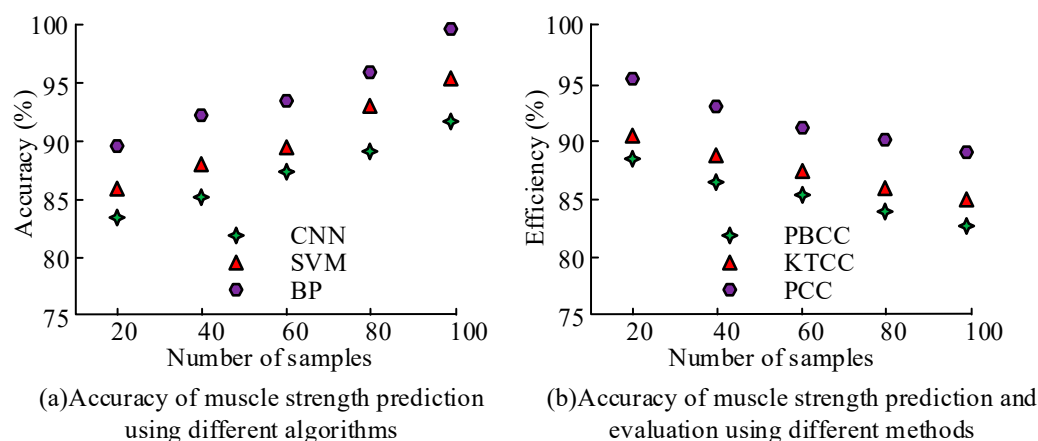 100
95
90
85
80
75
Accuracy (%)
CNN
SVM
BP
20 40 60 80 100
Number of samples
(a)Accuracy of muscle strength prediction
using different algorithms
100
95
90
85
80
75
Efficiency (%)
PBCC
KTCC
PCC
20 40 60 80 100
Number of samples
(b)Accuracy of muscle strength prediction and
evaluation using different methods